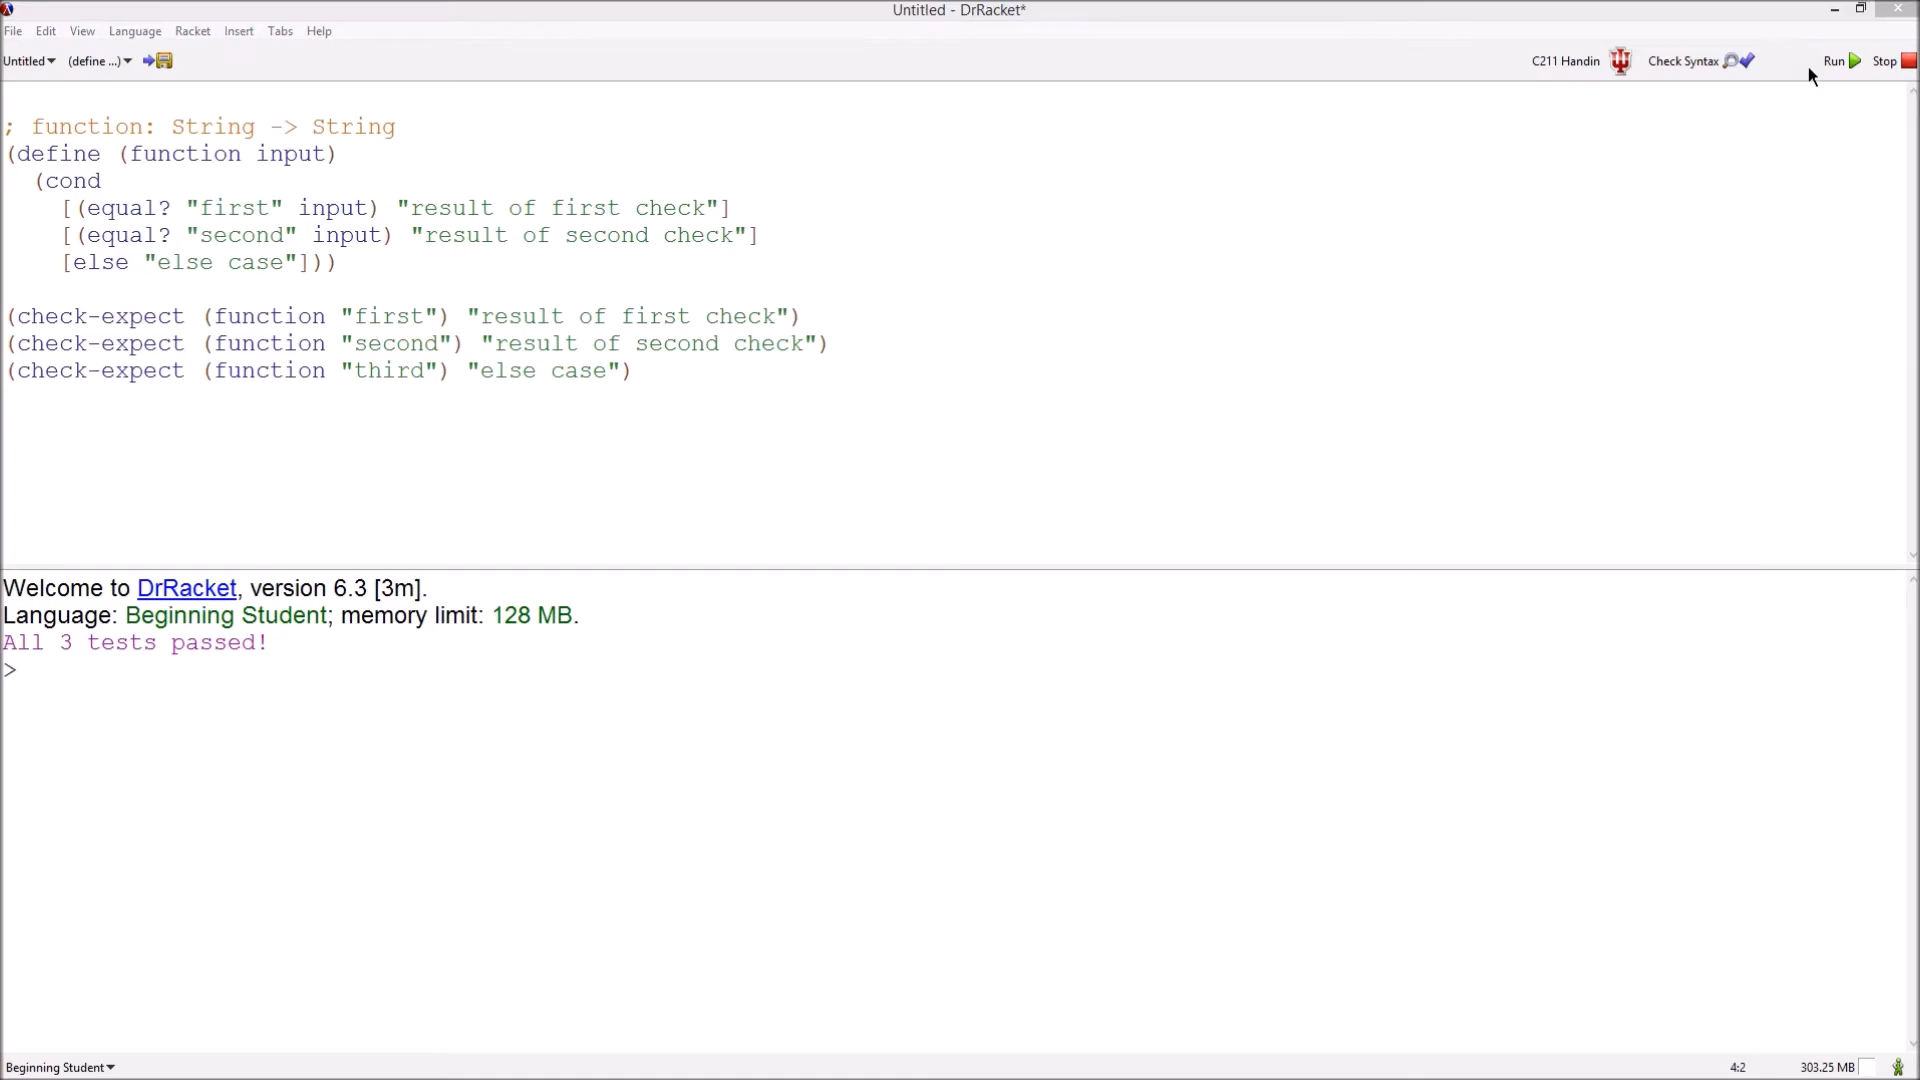 Untitled - DrRacket*
File Edit View Language Racket Insert Tabs Help
Untitled (define ...) C211 Handin Check Syntax Run Stop
; function: String -> String
(define (function input)
(cond
[(equal? "first" input) "result of first check"]
[(equal? "second" input) "result of second check"]
[else "else case"]))
(check-expect (function "first") "result of first check")
(check-expect (function "second") "result of second check")
(check-expect (function "third") "else case")
Welcome to DrRacket, version 6.3 [3m].
Language: Beginning Student; memory limit: 128 MB.
All 3 tests passed!
>
Beginning Student 4:2 303.25 MB